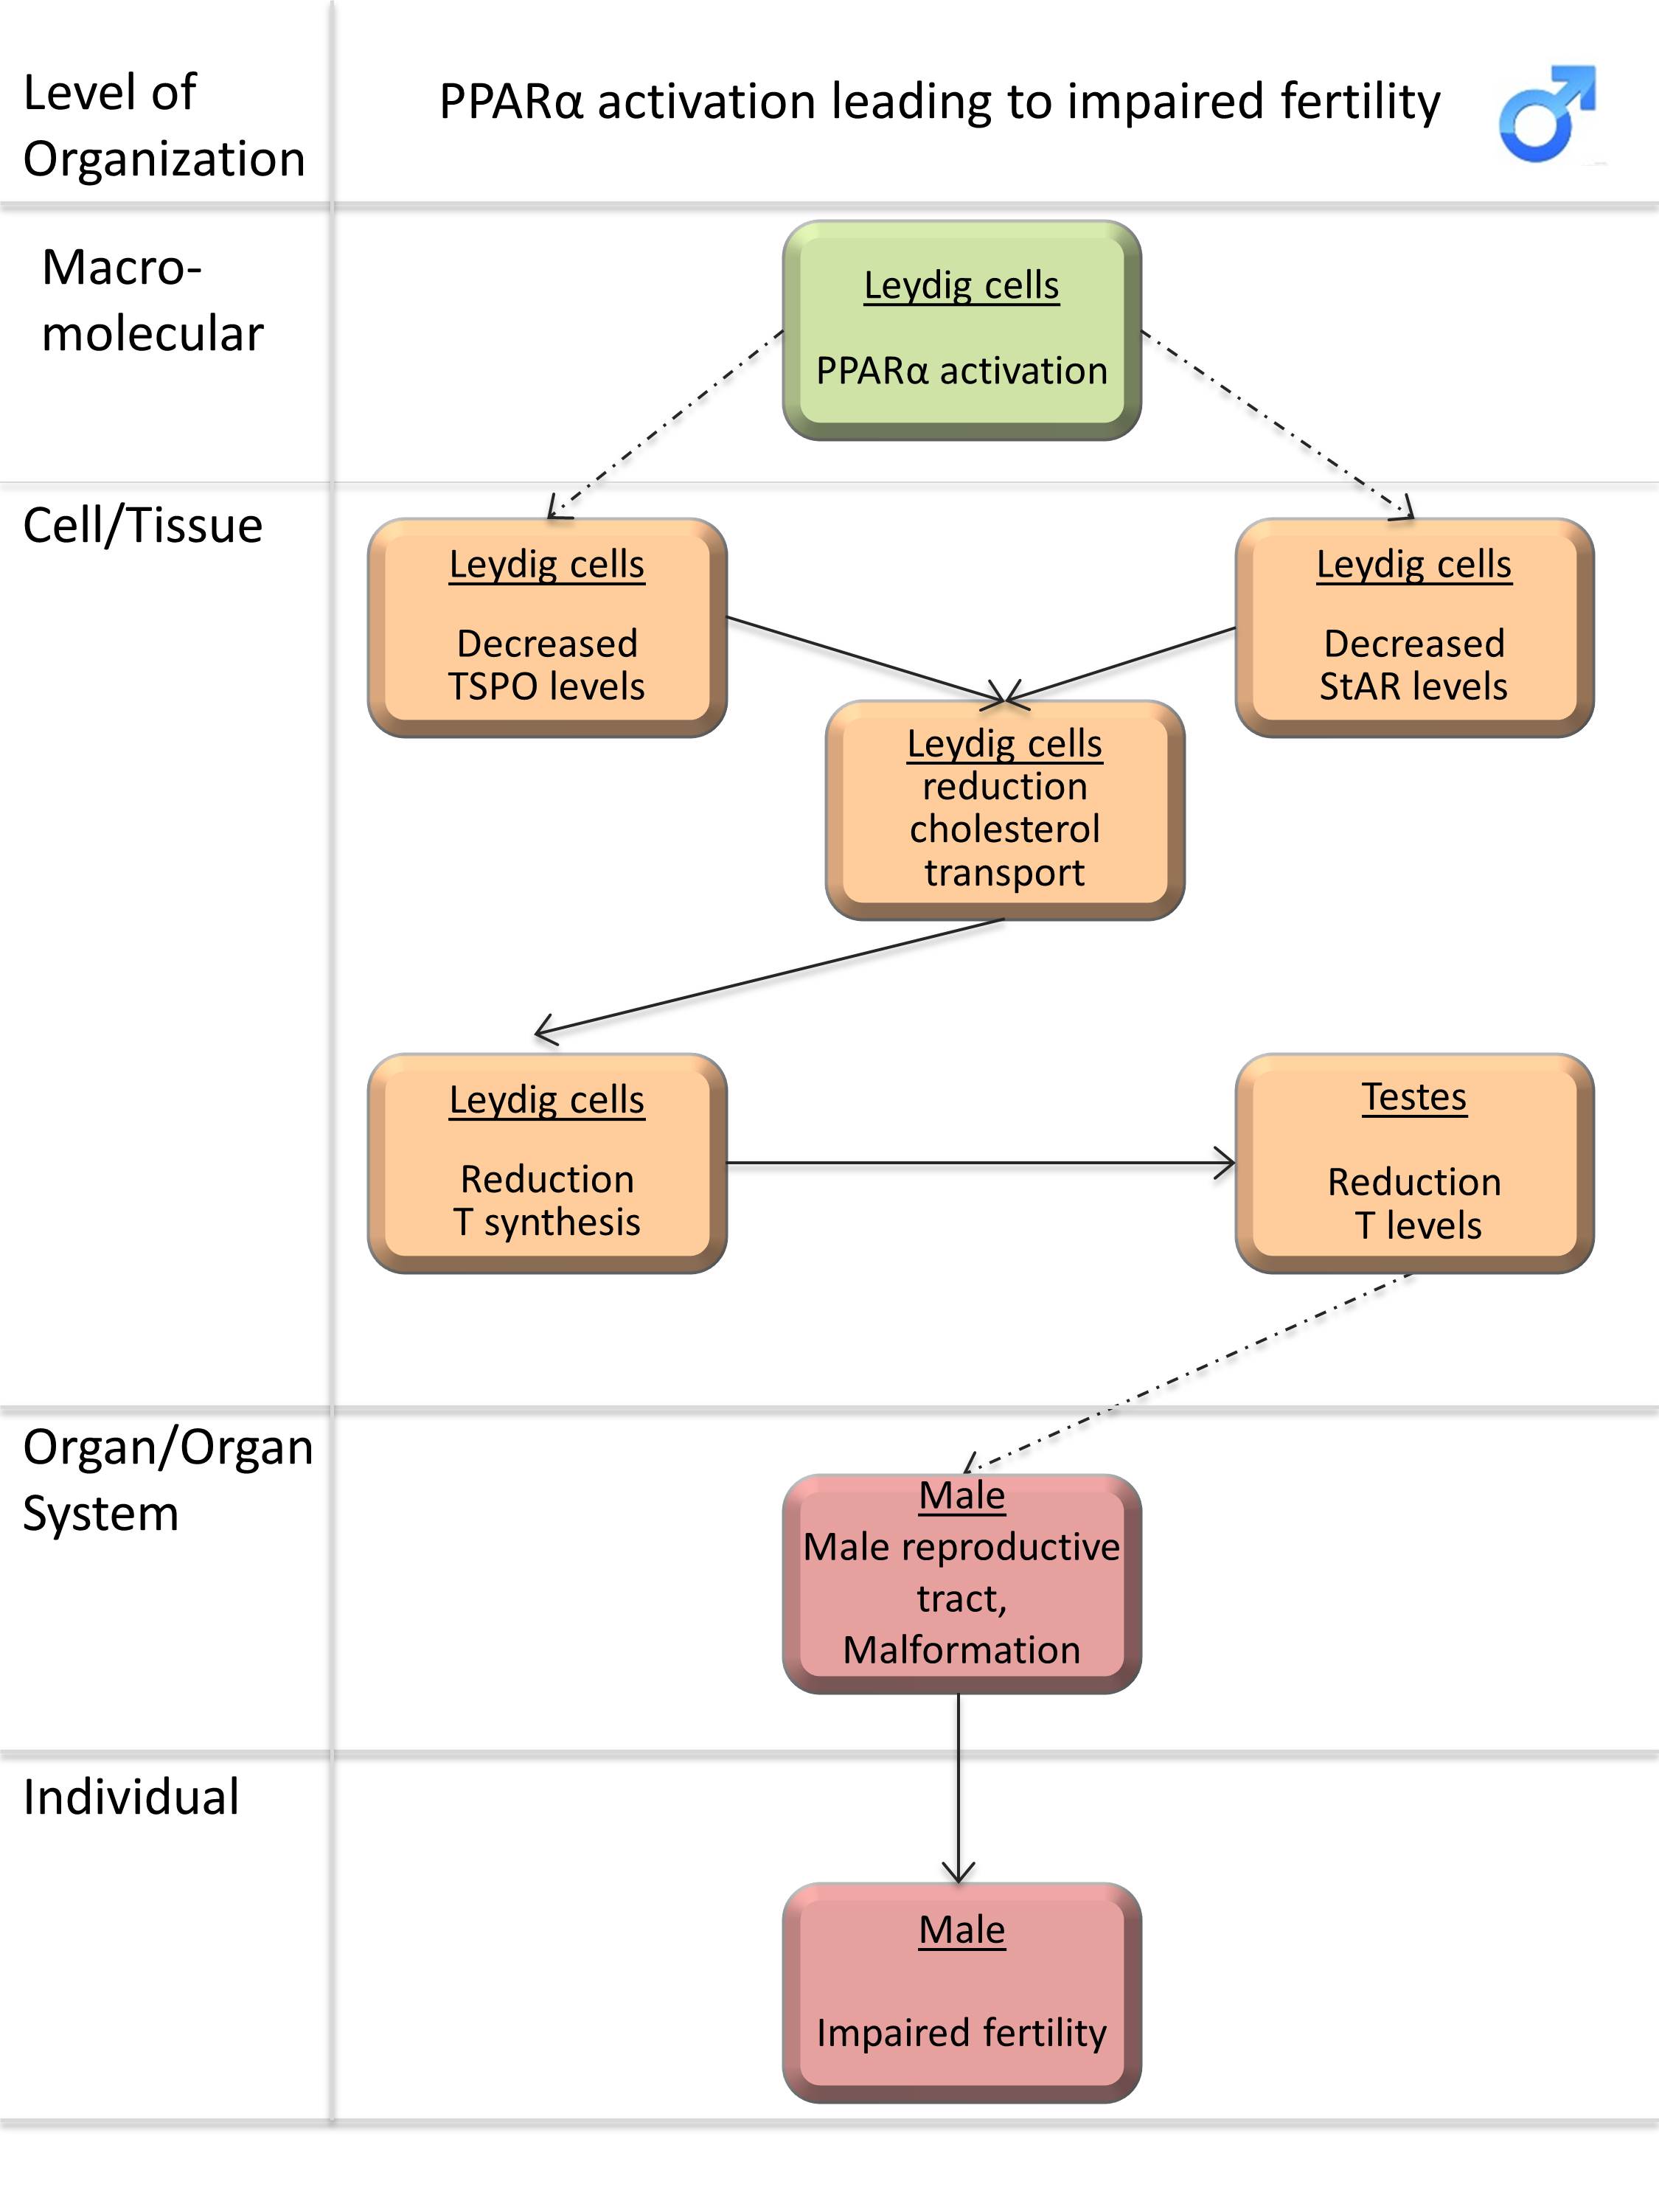 Level of
Organization
PPARα activation leading to impaired fertility
Macro-
molecular
Leydig cells
PPARα activation
Cell/Tissue
Leydig cells
Decreased
TSPO levels
Leydig cells
Decreased
StAR levels
Leydig cells
reduction
cholesterol
transport
Leydig cells
Reduction
T synthesis
Testes
Reduction
T levels
Organ/Organ
System
Male
Male reproductive
tract,
Malformation
Individual
Male
Impaired fertility